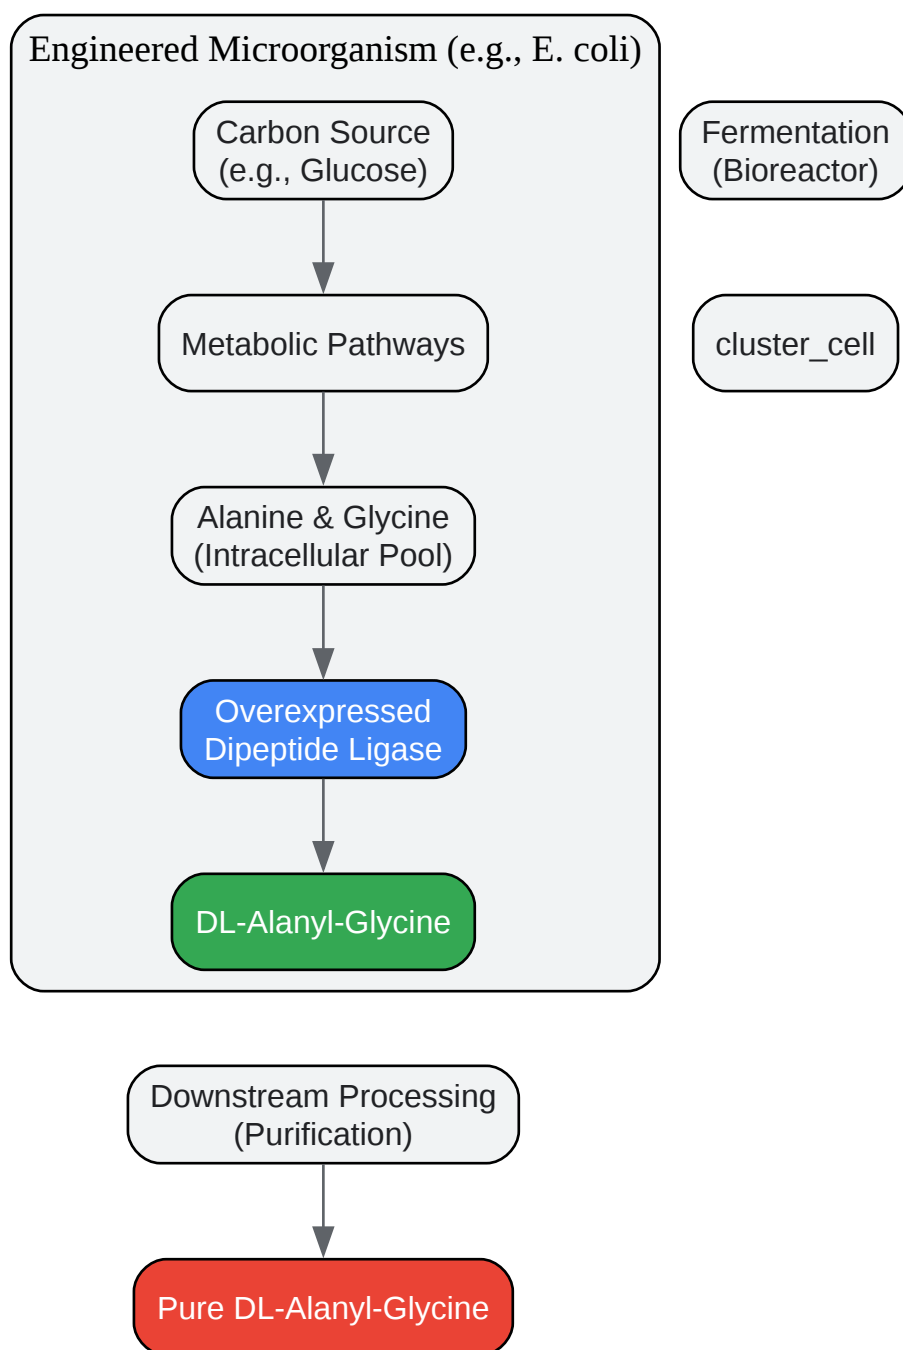 Engineered Microorganism (e.g., E. coli)
Carbon Source
(e.g., Glucose)
Fermentation
(Bioreactor)
Metabolic Pathways
cluster_cell
Alanine & Glycine
(Intracellular Pool)
Overexpressed
Dipeptide Ligase
DL-Alanyl-Glycine
Downstream Processing
(Purification)
Pure DL-Alanyl-Glycine